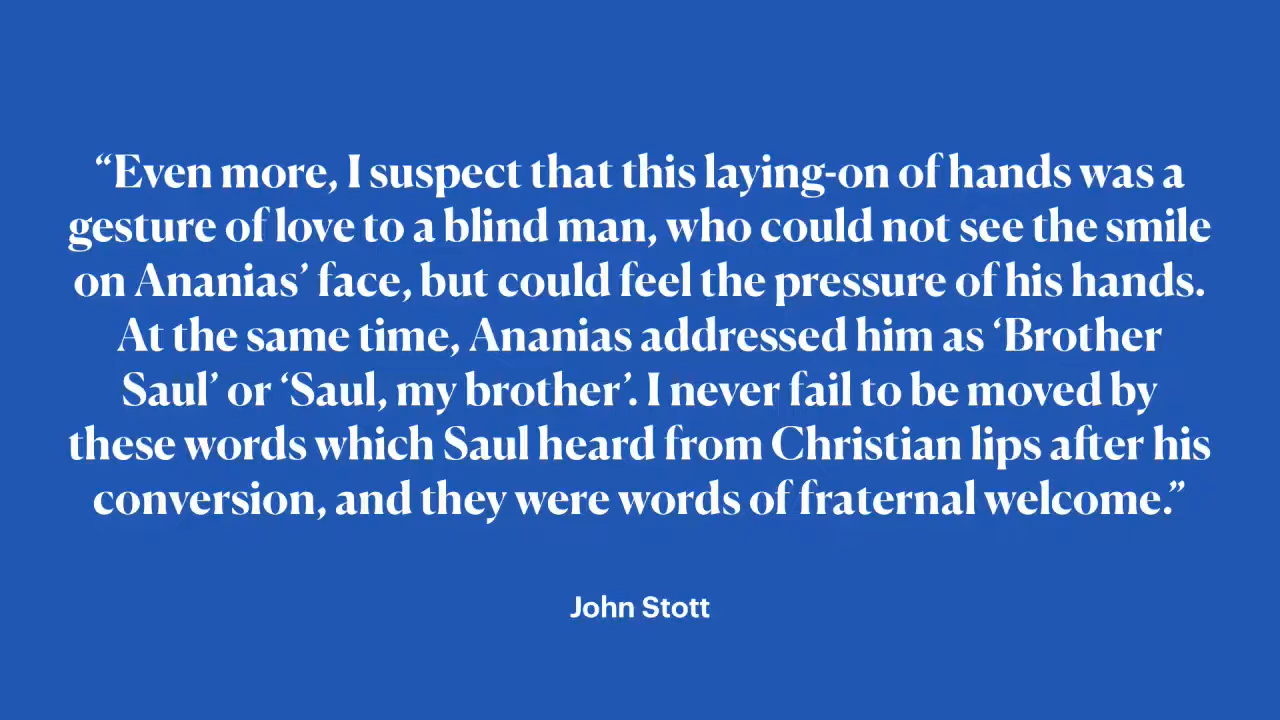 “Even more, I suspect that this laying-on of hands was a
gesture of love to a blind man, who could not see the smile
on Ananias’ face, but could feel the pressure of his hands.
At the same time, Ananias addressed him as ‘Brother
Saul’ or ‘Saul, my brother’. I never fail to be moved by
these words which Saul heard from Christian lips after his
conversion, and they were words of fraternal welcome.”
John Stott